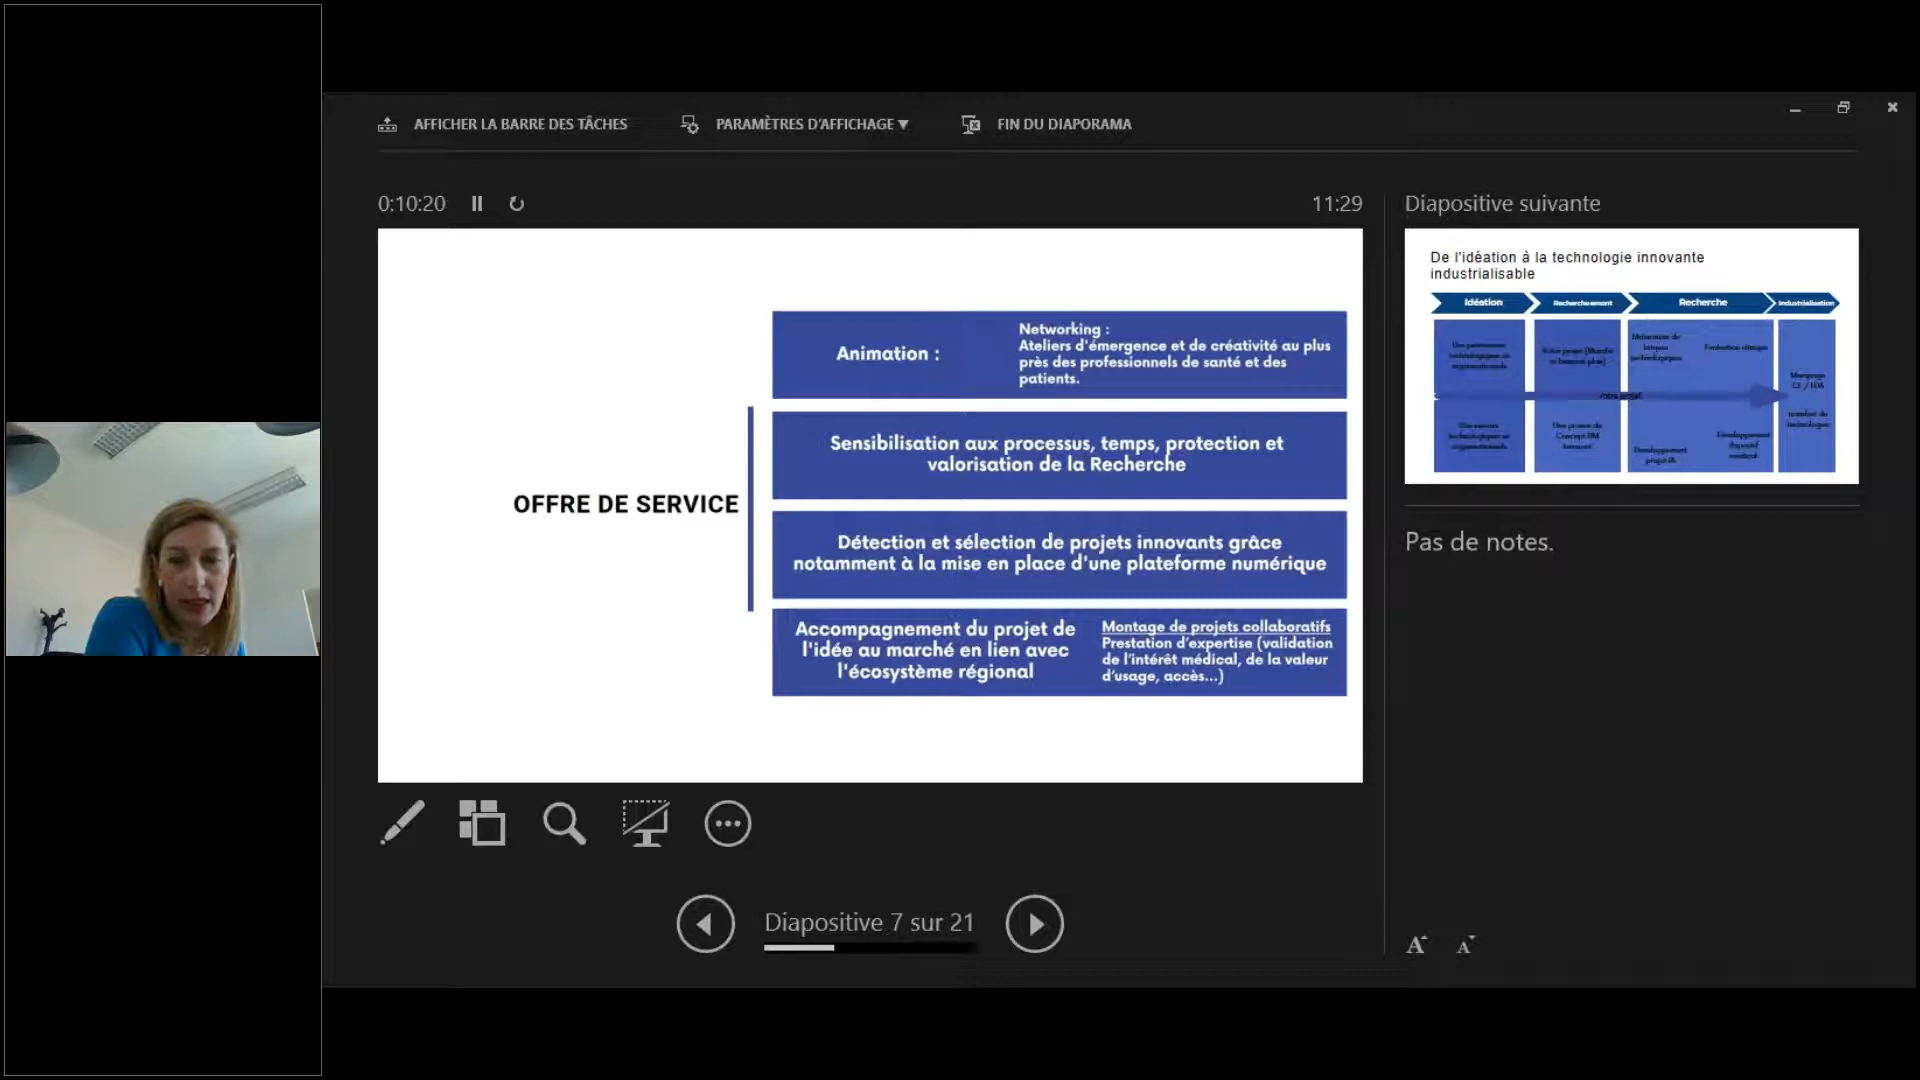 AFFICHER LA BARRE DES TÂCHES
PARAMÈTRES D'AFFICHAGE
FIN DU DIAPORAMA
0:10:20
11:29
Animation :
Networking :
Ateliers d'émergence et de créativité au plus
près des professionnels de santé et des
patients.
Sensibilisation aux processus, temps, protection et
valorisation de la Recherche
OFFRE DE SERVICE
Détection et sélection de projets innovants grâce
notamment à la mise en place d'une plateforme numérique
Accompagnement du projet de
l'idée au marché en lien avec
l'écosystème régional
Montage de projets collaboratifs
Prestation d'expertise (validation
de l'intérêt médical, de la valeur
d'usage, accès...)
Diapositive 7 sur 21
Diapositive suivante
De l'idéation à la technologie innovante
industrialisable
Idéation
Recherche
Industrialisation
Pas de notes.
A
A